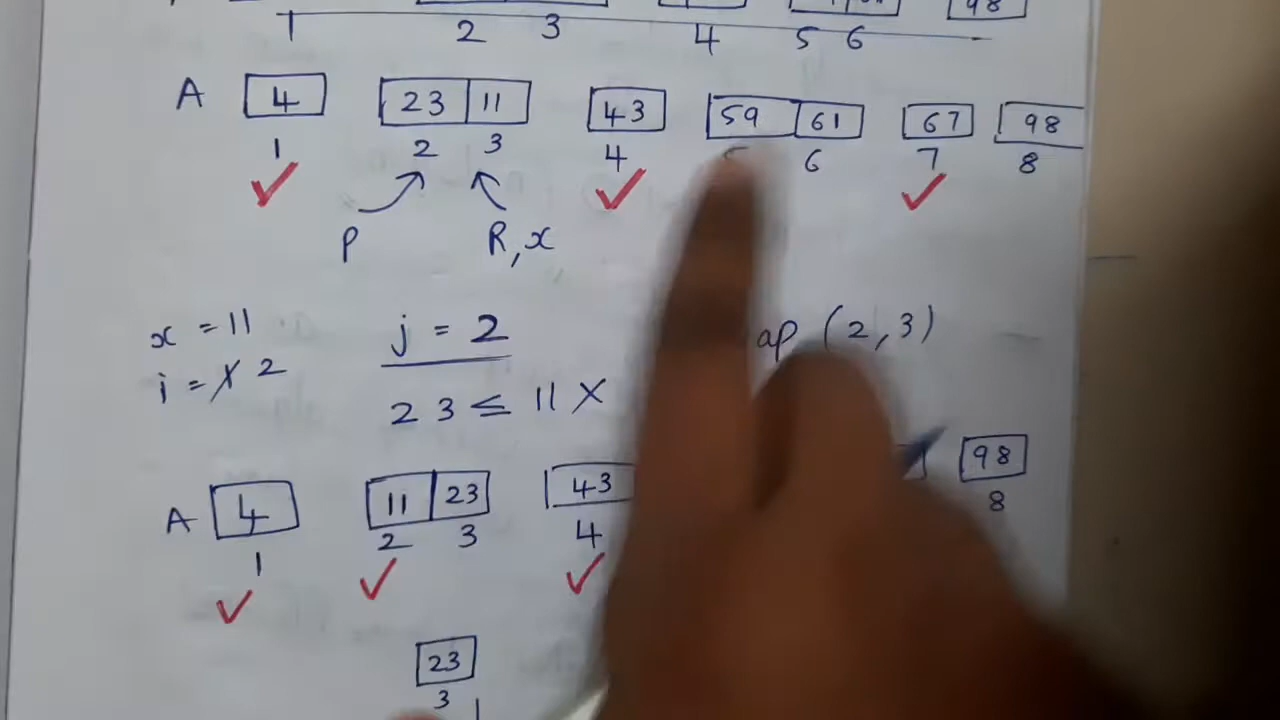 98
1 2 3 4 5 6
A 4 23 11 43 59 61 67 98
1 2 3 4 6 7 8
P R, x
x = 11 j = 2 ap (2, 3)
i = 1 2
23 ≤ 11 X
A 4 11 23 43 98
1 2 3 4 8
23
3